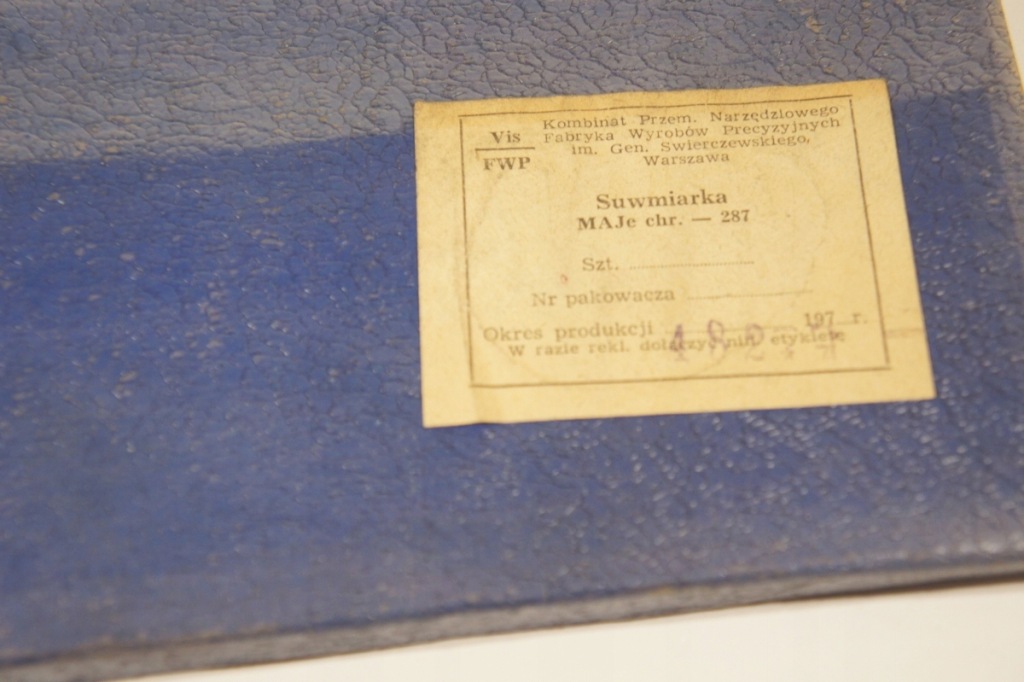 Vis
FWP
Kombinat Przem. Narzędziowego
Fabryka Wyrobów Precyzyjnych
im. Gen. Swierczewskiego,
Warszawa
Suwmiarka
MAJe chr. — 287
Szt.
Nr pakowacza
Okres produkcji 197 r.
W razie rekl. dołączyć nin. etykietę